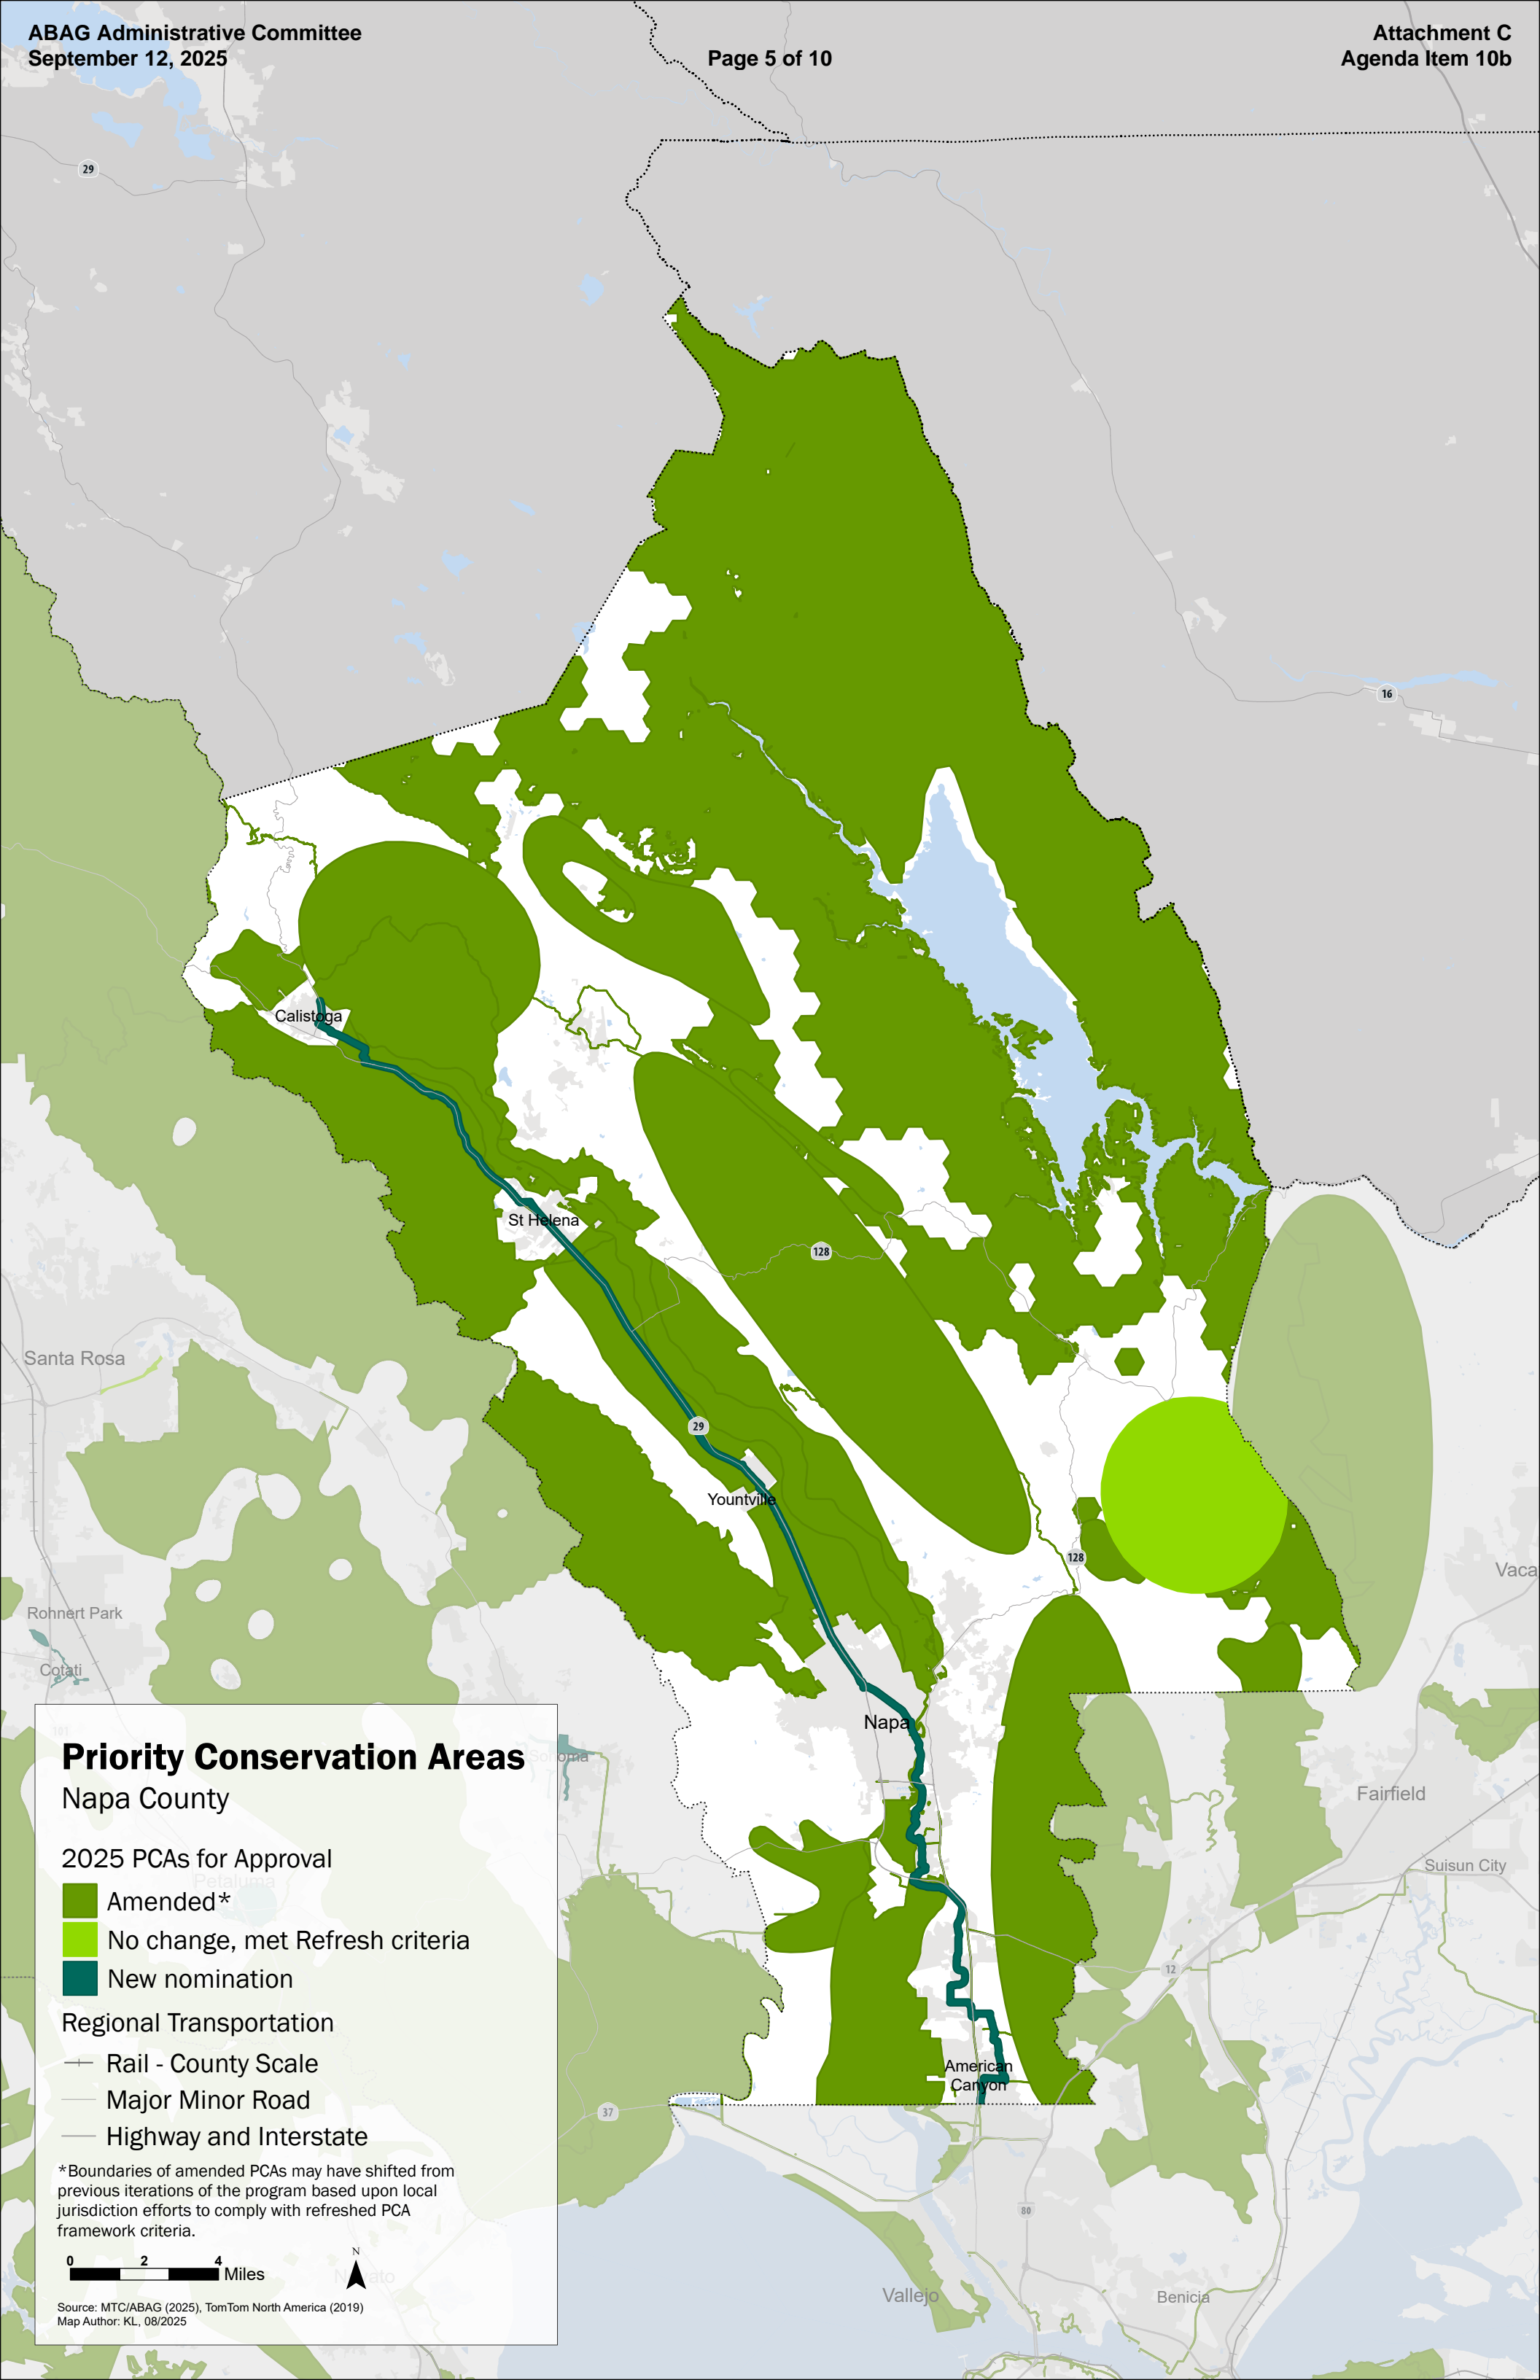 ABAG Administrative Committee
September 12, 2025
Page 5 of 10
Attachment C
Agenda Item 10b
29
16
Calistoga
St Helena
128
Santa Rosa
29
Yountville
128
Vaca
Rohnert Park
Cotati
Napa
101
Sonoma
Fairfield
Suisun City
Petaluma
12
American
Canyon
37
80
Vallejo
Benicia
Novato
Priority Conservation Areas
Napa County
2025 PCAs for Approval
Amended*
No change, met Refresh criteria
New nomination
Regional Transportation
Rail - County Scale
Major Minor Road
Highway and Interstate
*Boundaries of amended PCAs may have shifted from
previous iterations of the program based upon local
jurisdiction efforts to comply with refreshed PCA
framework criteria.
0 2 4
Miles
N
Source: MTC/ABAG (2025), TomTom North America (2019)
Map Author: KL, 08/2025